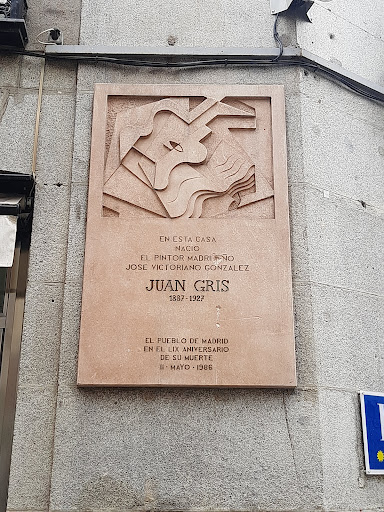 EN ESTA CASA
NACIO
EL PINTOR MADRILEÑO
JOSE VICTORIANO GONZALEZ
JUAN GRIS
1887-1927
EL PUEBLO DE MADRID
EN EL LIX ANIVERSARIO
DE SU MUERTE
11 - MAYO - 1986